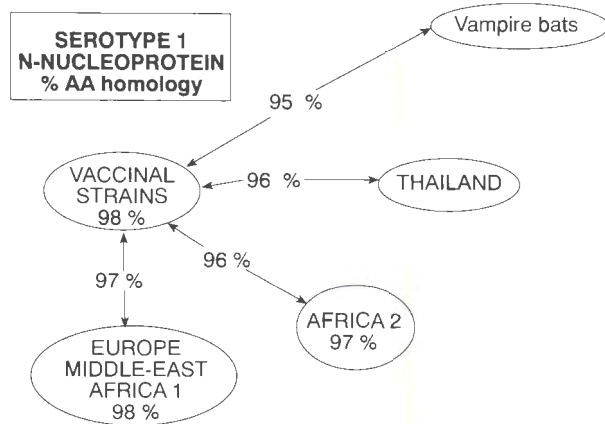 SEROTYPE 1
N-NUCLEOPROTEIN
% AA homology
Vampire bats
95 %
VACCINAL
STRAINS
98 %
96 %
THAILAND
97 %
96 %
AFRICA 2
97 %
EUROPE
MIDDLE-EAST
AFRICA 1
98 %